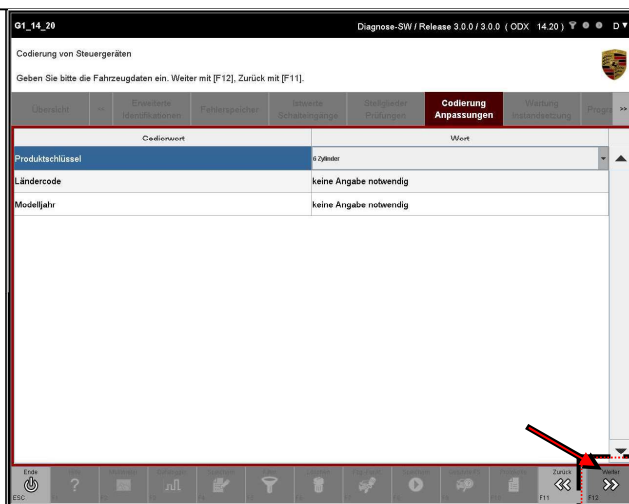 G1_14_20 Diagnose-SW / Release 3.0.0 / 3.0.0 ( ODX 14.20 ) D
Codierung von Steuergeräten
Geben Sie bitte die Fahrzeugdaten ein. Weiter mit [F12], Zurück mit [F11].
Übersicht >> Erweiterte Identifikationen Fehlerspeicher Istwerte Schalteingänge Stellglieder Prüfungen Codierung Anpassungen Wartung Instandsetzung >>
Codierwort Wert
Produktschlüssel 6 Zylinder
Ländercode keine Angabe notwendig
Modelljahr keine Angabe notwendig
Ende Zurück Weiter
ESC F11 F12